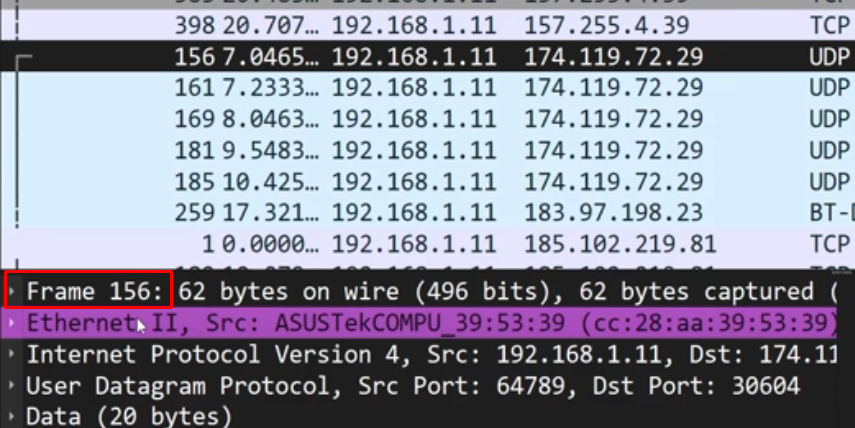 398 20.707… 192.168.1.11 157.255.4.39 TCP
156 7.0465… 192.168.1.11 174.119.72.29 UDP
161 7.2333… 192.168.1.11 174.119.72.29 UDP
169 8.0463… 192.168.1.11 174.119.72.29 UDP
181 9.5483… 192.168.1.11 174.119.72.29 UDP
185 10.425… 192.168.1.11 174.119.72.29 UDP
259 17.321… 192.168.1.11 183.97.198.23 BT-D
1 0.0000… 192.168.1.11 185.102.219.81 TCP
Frame 156: 62 bytes on wire (496 bits), 62 bytes captured (
Ethernet II, Src: ASUSTekCOMPU_39:53:39 (cc:28:aa:39:53:39)
Internet Protocol Version 4, Src: 192.168.1.11, Dst: 174.11
User Datagram Protocol, Src Port: 64789, Dst Port: 30604
Data (20 bytes)